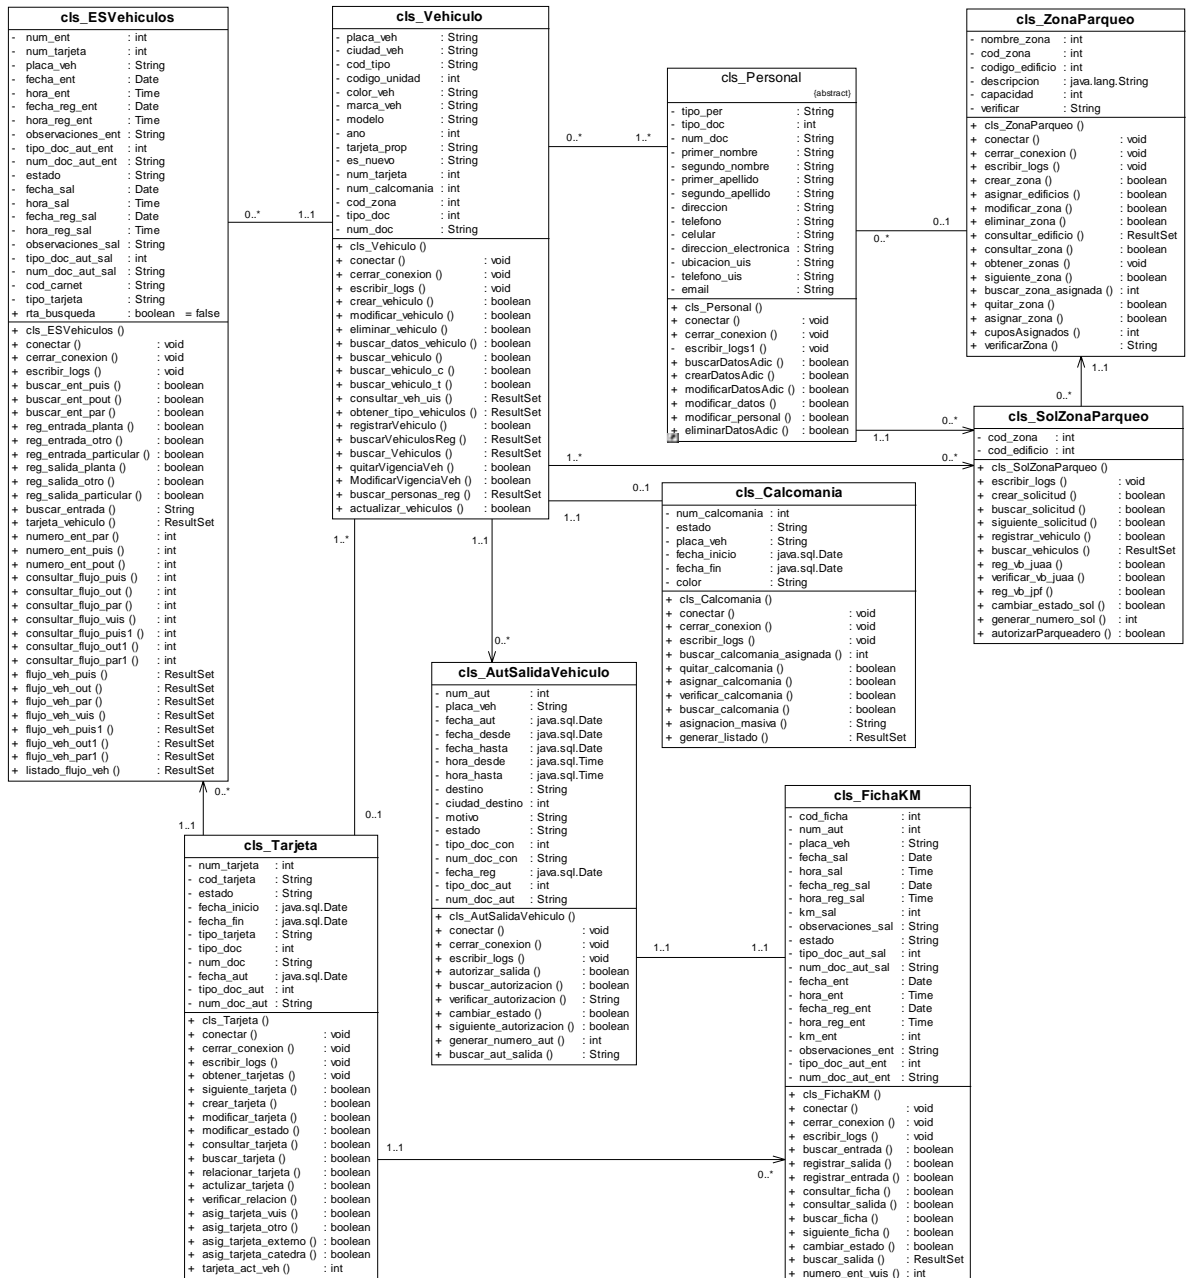 cls_ESVehiculos
- num_ent : int
- num_tarjeta : int
- placa_veh : String
- fecha_ent : Date
- hora_ent : Time
- fecha_reg_ent : Date
- hora_reg_ent : Time
- observaciones_ent : String
- tipo_doc_aut_ent : int
- num_doc_aut_ent : String
- estado : String
- fecha_sal : Date
- hora_sal : Time
- fecha_reg_sal : Date
- hora_reg_sal : Time
- observaciones_sal : String
- tipo_doc_aut_sal : int
- num_doc_aut_sal : String
- cod_carnet : String
- tipo_tarjeta : String
+ rta_busqueda : boolean = false
+ cls_ESVehiculos ()
+ conectar () : void
+ cerrar_conexion () : void
+ escribir_logs () : void
+ buscar_ent_puis () : boolean
+ buscar_ent_pout () : boolean
+ buscar_ent_par () : boolean
+ reg_entrada_planta () : boolean
+ reg_entrada_otro () : boolean
+ reg_entrada_particular () : boolean
+ reg_salida_planta () : boolean
+ reg_salida_otro () : boolean
+ reg_salida_particular () : boolean
+ buscar_entrada () : String
+ tarjeta_vehiculo () : ResultSet
+ numero_ent_par () : int
+ numero_ent_puis () : int
+ numero_ent_pout () : int
+ consultar_flujo_puis () : int
+ consultar_flujo_out () : int
+ consultar_flujo_par () : int
+ consultar_flujo_vuis () : int
+ consultar_flujo_puis1 () : int
+ consultar_flujo_out1 () : int
+ consultar_flujo_par1 () : int
+ flujo_veh_puis () : ResultSet
+ flujo_veh_out () : ResultSet
+ flujo_veh_par () : ResultSet
+ flujo_veh_vuis () : ResultSet
+ flujo_veh_puis1 () : ResultSet
+ flujo_veh_out1 () : ResultSet
+ flujo_veh_par1 () : ResultSet
+ listado_flujo_veh () : ResultSet
0..*
1..1
cls_Vehiculo
- placa_veh : String
- ciudad_veh : String
- cod_tipo : String
- codigo_unidad : int
- color_veh : String
- marca_veh : String
- modelo : String
- ano : int
- tarjeta_prop : String
- es_nuevo : String
- num_tarjeta : int
- num_calcomania : int
- cod_zona : int
- tipo_doc : int
- num_doc : String
+ cls_Vehiculo ()
+ conectar () : void
+ cerrar_conexion () : void
+ escribir_logs () : void
+ crear_vehiculo () : boolean
+ modificar_vehiculo () : boolean
+ eliminar_vehiculo () : boolean
+ buscar_datos_vehiculo () : boolean
+ buscar_vehiculo () : boolean
+ buscar_vehiculo_c () : boolean
+ buscar_vehiculo_t () : boolean
+ consultar_veh_uis () : ResultSet
+ obtener_tipo_vehiculos () : ResultSet
+ registrarVehiculo () : boolean
+ buscarVehiculosReg () : ResultSet
+ buscar_Vehiculos () : ResultSet
+ quitarVigenciaVeh () : boolean
+ ModificarVigenciaVeh () : boolean
+ buscar_personas_reg () : ResultSet
+ actualizar_vehiculos () : boolean
0..*
1..*
cls_Personal
{abstract}
- tipo_per : String
- tipo_doc : int
- num_doc : String
- primer_nombre : String
- segundo_nombre : String
- primer_apellido : String
- segundo_apellido : String
- direccion : String
- telefono : String
- celular : String
- direccion_electronica : String
- ubicacion_uis : String
- telefono_uis : String
- email : String
+ cls_Personal ()
+ conectar () : void
+ cerrar_conexion () : void
- escribir_logs1 () : void
+ buscarDatosAdic () : boolean
+ crearDatosAdic () : boolean
+ modificarDatosAdic () : boolean
+ modificar_datos () : boolean
+ modificar_personal () : boolean
+ eliminarDatosAdic () : boolean
0..*
0..1
cls_ZonaParqueo
- nombre_zona : int
- cod_zona : int
- codigo_edificio : int
- descripcion : java.lang.String
- capacidad : int
- verificar : String
+ cls_ZonaParqueo ()
+ conectar () : void
+ cerrar_conexion () : void
+ escribir_logs () : void
+ crear_zona () : boolean
+ asignar_edificios () : boolean
+ modificar_zona () : boolean
+ eliminar_zona () : boolean
+ consultar_edificio () : ResultSet
+ consultar_zona () : boolean
+ obtener_zonas () : void
+ siguiente_zona () : boolean
+ buscar_zona_asignada () : int
+ quitar_zona () : boolean
+ asignar_zona () : boolean
+ cuposAsignados () : int
+ verificarZona () : String
1..1
0..*
1..1
0..*
1..*
0..*
cls_SolZonaParqueo
- cod_zona : int
- cod_edificio : int
+ cls_SolZonaParqueo ()
+ escribir_logs () : void
+ crear_solicitud () : boolean
+ buscar_solicitud () : boolean
+ siguiente_solicitud () : boolean
+ registrar_vehiculo () : boolean
+ buscar_vehiculos () : ResultSet
+ reg_vb_juaa () : boolean
+ verificar_vb_juaa () : boolean
+ reg_vb_jpf () : boolean
+ cambiar_estado_sol () : boolean
+ generar_numero_sol () : int
+ autorizarParqueadero () : boolean
0..1
1..1
cls_Calcomania
- num_calcomania : int
- estado : String
- placa_veh : String
- fecha_inicio : java.sql.Date
- fecha_fin : java.sql.Date
- color : String
+ cls_Calcomania ()
+ conectar () : void
+ cerrar_conexion () : void
+ escribir_logs () : void
+ buscar_calcomania_asignada () : int
+ quitar_calcomania () : boolean
+ asignar_calcomania () : boolean
+ verificar_calcomania () : boolean
+ buscar_calcomania () : boolean
+ asignacion_masiva () : String
+ generar_listado () : ResultSet
1..*
1..1
0..*
cls_AutSalidaVehiculo
- num_aut : int
- placa_veh : String
- fecha_aut : java.sql.Date
- fecha_desde : java.sql.Date
- fecha_hasta : java.sql.Date
- hora_desde : java.sql.Time
- hora_hasta : java.sql.Time
- destino : String
- ciudad_destino : int
- motivo : String
- estado : String
- tipo_doc_con : int
- num_doc_con : String
- fecha_reg : java.sql.Date
- tipo_doc_aut : int
- num_doc_aut : String
+ cls_AutSalidaVehiculo ()
+ conectar () : void
+ cerrar_conexion () : void
+ escribir_logs () : void
+ autorizar_salida () : boolean
+ buscar_autorizacion () : boolean
+ verificar_autorizacion () : String
+ cambiar_estado () : boolean
+ siguiente_autorizacion () : boolean
+ generar_numero_aut () : int
+ buscar_aut_salida () : String
1..1
1..1
0..*
1..1
0..1
cls_Tarjeta
- num_tarjeta : int
- cod_tarjeta : String
- estado : String
- fecha_inicio : java.sql.Date
- fecha_fin : java.sql.Date
- tipo_tarjeta : String
- tipo_doc : int
- num_doc : String
- fecha_aut : java.sql.Date
- tipo_doc_aut : int
- num_doc_aut : String
+ cls_Tarjeta ()
+ conectar () : void
+ cerrar_conexion () : void
+ escribir_logs () : void
+ obtener_tarjetas () : void
+ siguiente_tarjeta () : boolean
+ crear_tarjeta () : boolean
+ modificar_tarjeta () : boolean
+ modificar_estado () : boolean
+ consultar_tarjeta () : boolean
+ buscar_tarjeta () : boolean
+ relacionar_tarjeta () : boolean
+ actulizar_tarjeta () : boolean
+ verificar_relacion () : boolean
+ asig_tarjeta_vuis () : boolean
+ asig_tarjeta_otro () : boolean
+ asig_tarjeta_externo () : boolean
+ asig_tarjeta_catedra () : boolean
+ tarjeta_act_veh () : int
1..1
0..*
cls_FichaKM
- cod_ficha : int
- num_aut : int
- placa_veh : String
- fecha_sal : Date
- hora_sal : Time
- fecha_reg_sal : Date
- hora_reg_sal : Time
- km_sal : int
- observaciones_sal : String
- estado : String
- tipo_doc_aut_sal : int
- num_doc_aut_sal : String
- fecha_ent : Date
- hora_ent : Time
- fecha_reg_ent : Date
- hora_reg_ent : Time
- km_ent : int
- observaciones_ent : String
- tipo_doc_aut_ent : int
- num_doc_aut_ent : String
+ cls_FichaKM ()
+ conectar () : void
+ cerrar_conexion () : void
+ escribir_logs () : void
+ buscar_entrada () : boolean
+ registrar_salida () : boolean
+ registrar_entrada () : boolean
+ consultar_ficha () : boolean
+ consultar_salida () : boolean
+ buscar_ficha () : boolean
+ siguiente_ficha () : boolean
+ cambiar_estado () : boolean
+ buscar_salida () : ResultSet
+ numero_ent_vuis () : int